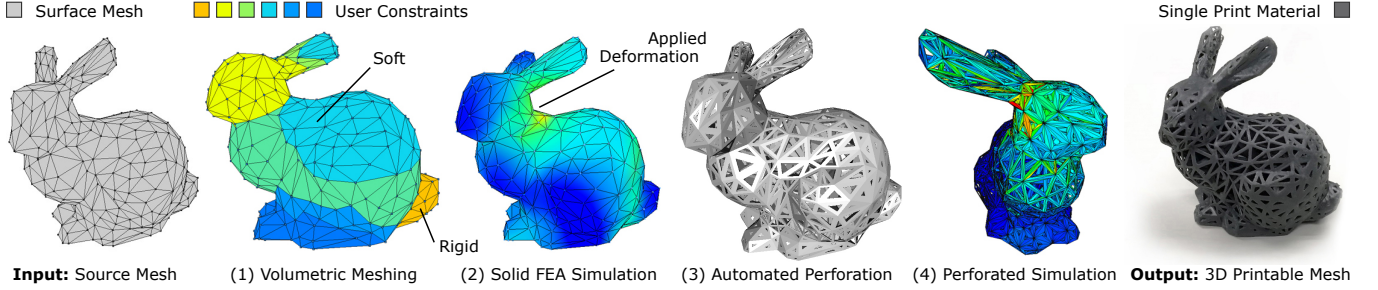 Surface Mesh
User Constraints
Single Print Material
Soft
Applied
Deformation
Rigid
Input: Source Mesh
(1) Volumetric Meshing
(2) Solid FEA Simulation
(3) Automated Perforation
(4) Perforated Simulation
Output: 3D Printable Mesh